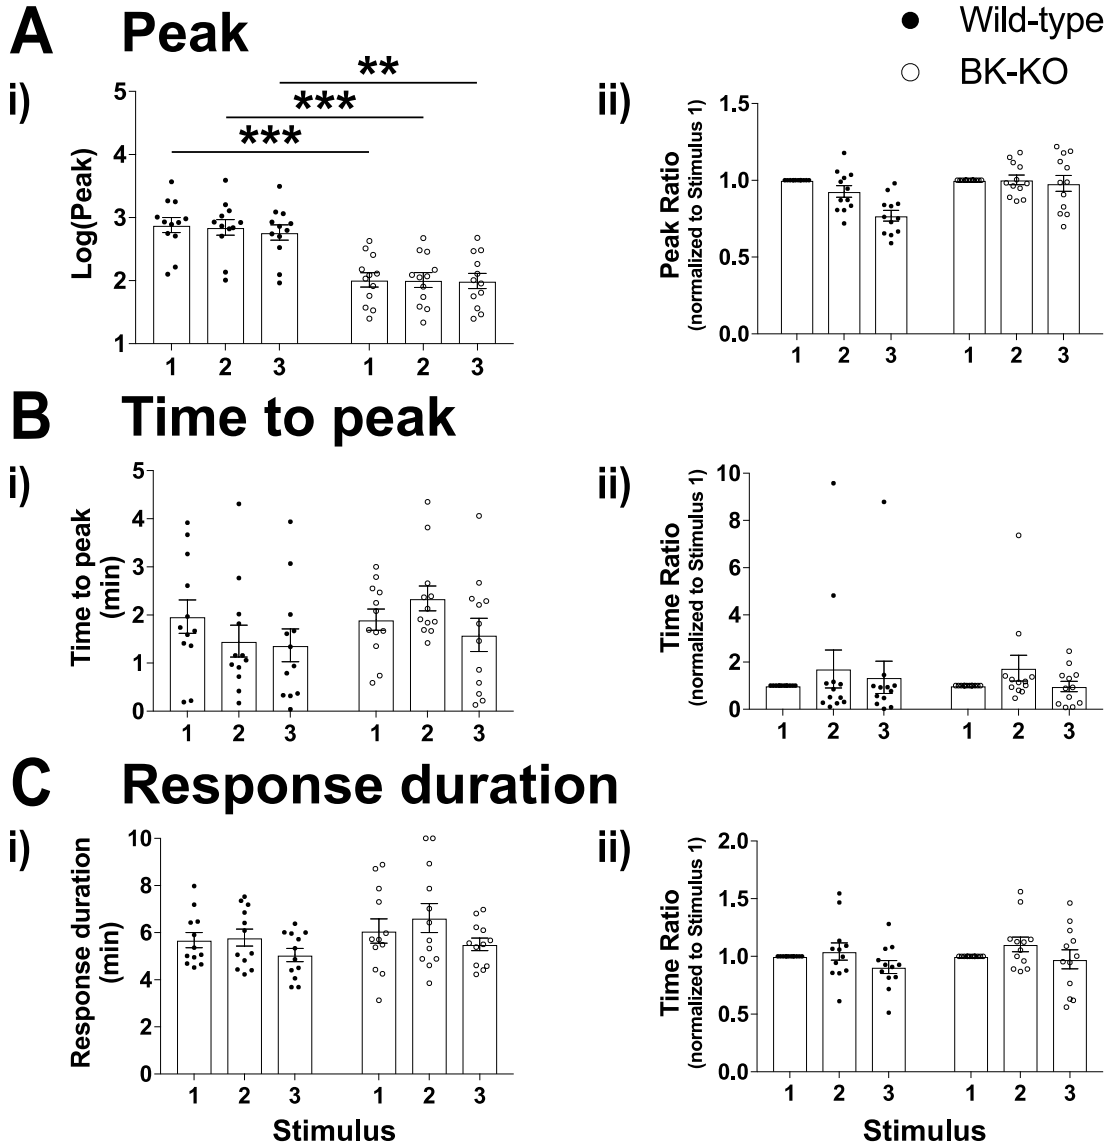 A Peak
Wild-type
BK-KO
i)
Log(Peak)
5
4
3
2
1
**
***
***
1 2 3 1 2 3
ii)
Peak Ratio
(normalized to Stimulus 1)
1.5
1.0
0.5
0.0
1 2 3 1 2 3
B Time to peak
i)
Time to peak
(min)
5
4
3
2
1
0
1 2 3 1 2 3
ii)
Time Ratio
(normalized to Stimulus 1)
10
8
6
4
2
0
1 2 3 1 2 3
C Response duration
i)
Response duration
(min)
10
8
6
4
2
0
1 2 3 1 2 3
Stimulus
ii)
Time Ratio
(normalized to Stimulus 1)
2.0
1.5
1.0
0.5
0.0
1 2 3 1 2 3
Stimulus